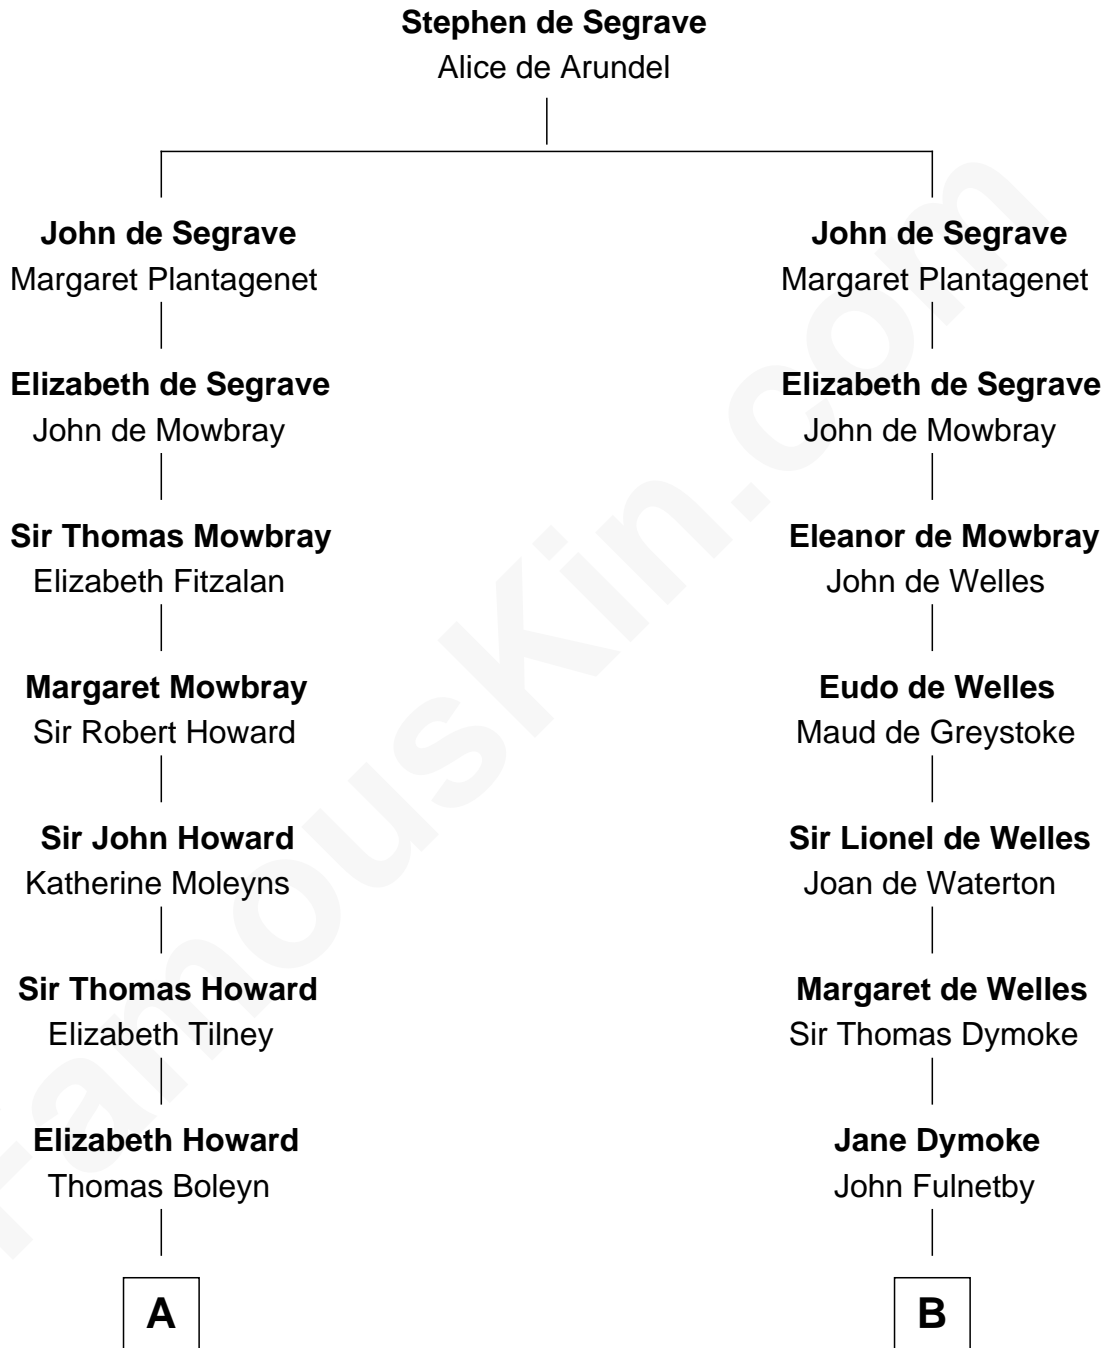 Stephen de Segrave
Alice de Arundel
John de Segrave
Margaret Plantagenet
Elizabeth de Segrave
John de Mowbray
Sir Thomas Mowbray
Elizabeth Fitzalan
Margaret Mowbray
Sir Robert Howard
Sir John Howard
Katherine Moleyns
Sir Thomas Howard
Elizabeth Tilney
Elizabeth Howard
Thomas Boleyn
A
John de Segrave
Margaret Plantagenet
Elizabeth de Segrave
John de Mowbray
Eleanor de Mowbray
John de Welles
Eudo de Welles
Maud de Greystoke
Sir Lionel de Welles
Joan de Waterton
Margaret de Welles
Sir Thomas Dymoke
Jane Dymoke
John Fulnetby
B
FamousKin.com